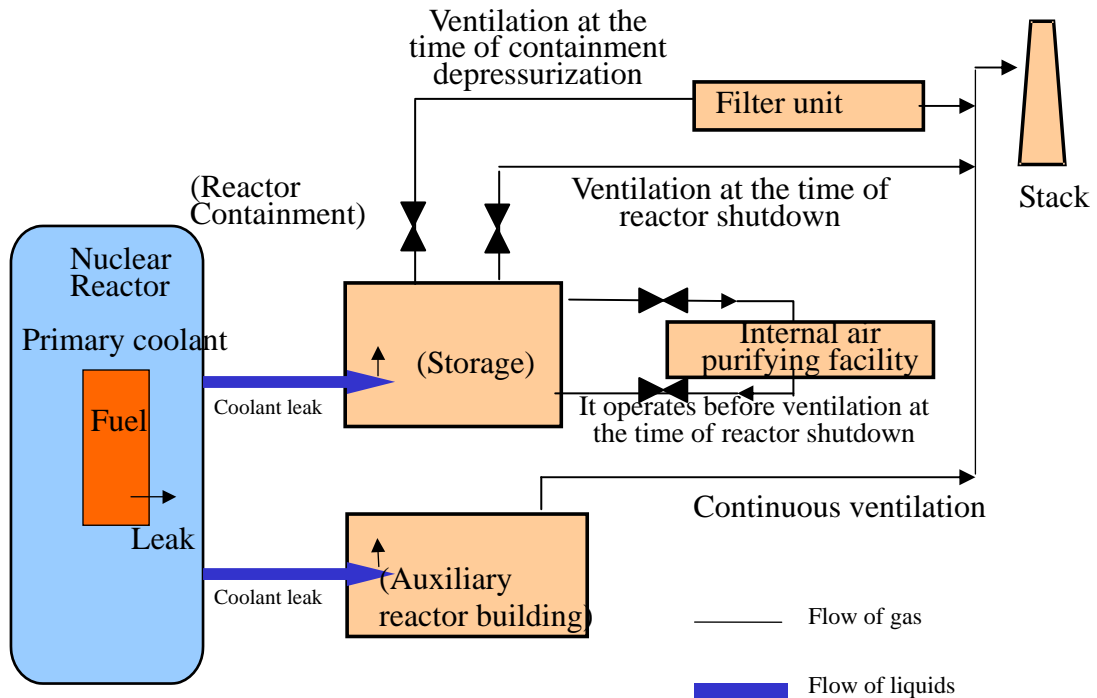 Ventilation at the
time of containment
depressurization
Filter unit
Stack
(Reactor
Containment)
Ventilation at the time of
reactor shutdown
Nuclear
Reactor
Primary coolant
Fuel
Leak
Coolant leak
(Storage)
Internal air
purifying facility
It operates before ventilation at
the time of reactor shutdown
Continuous ventilation
Coolant leak
(Auxiliary
reactor building)
Flow of gas
Flow of liquids